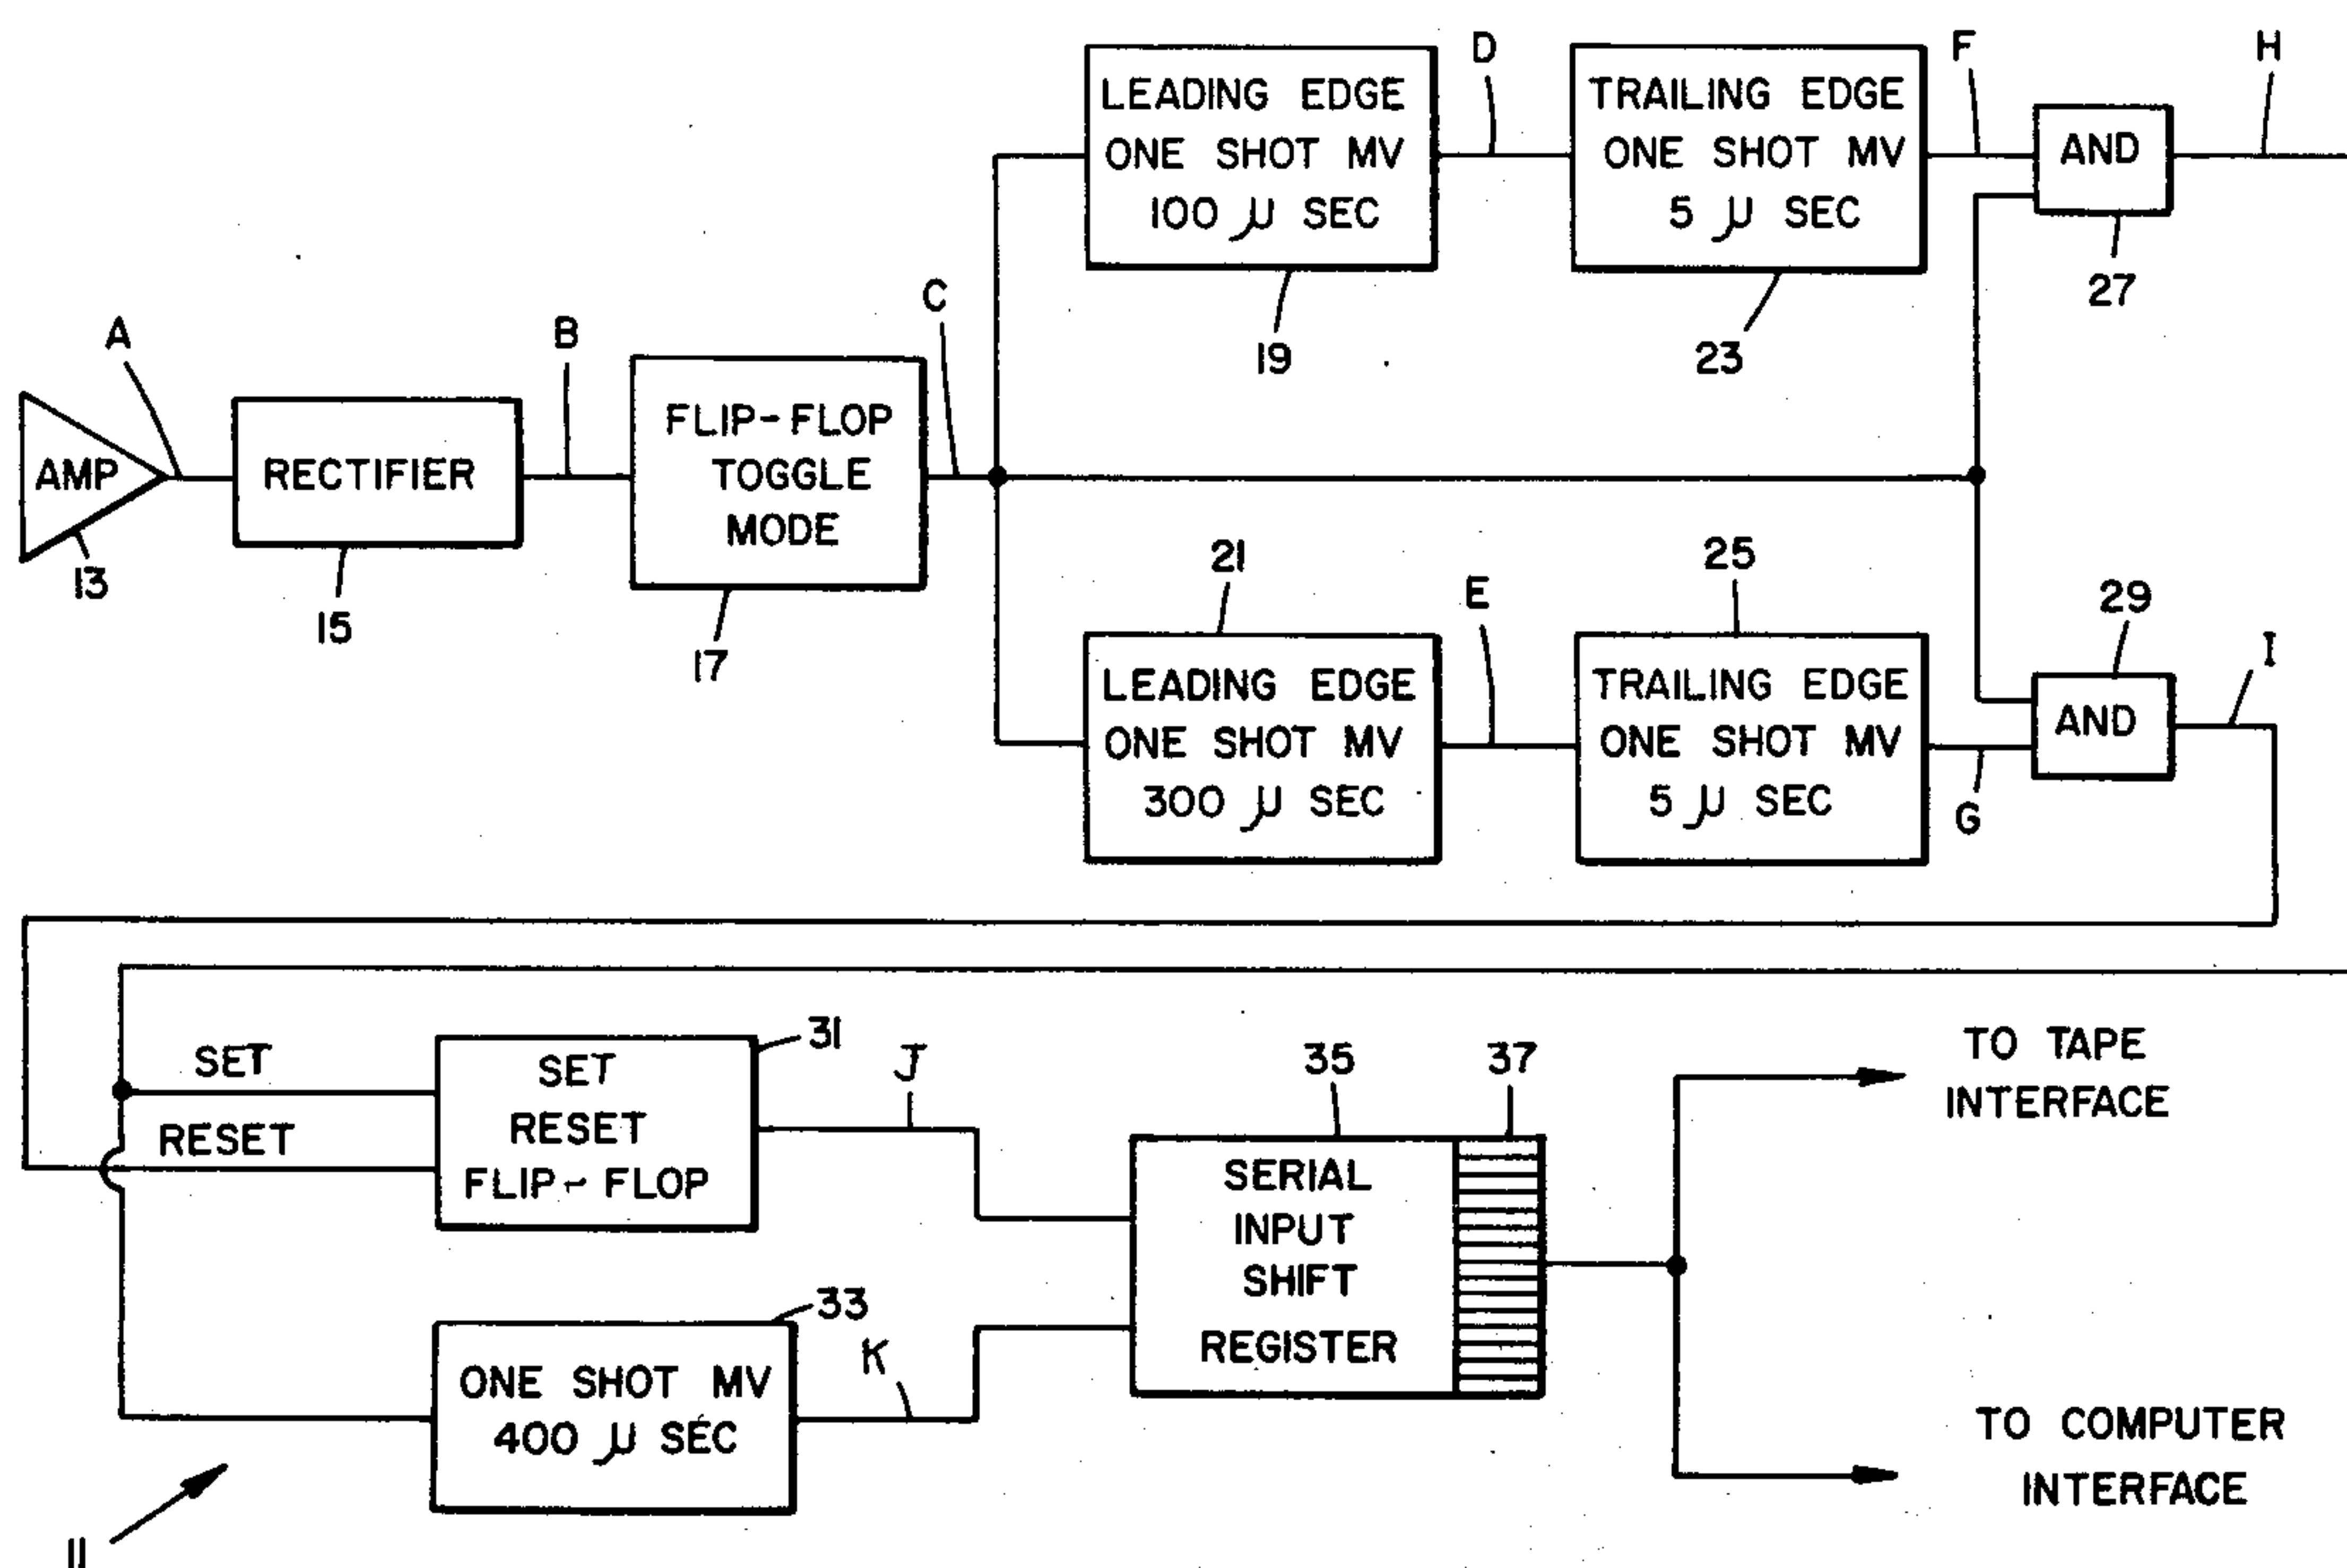 D
F
H
LEADING EDGE
ONE SHOT MV
100 µ SEC
TRAILING EDGE
ONE SHOT MV
5 µ SEC
AND
27
19
23
A
B
C
AMP
13
RECTIFIER
15
FLIP-FLOP
TOGGLE
MODE
17
21
E
25
29
I
LEADING EDGE
ONE SHOT MV
300 µ SEC
TRAILING EDGE
ONE SHOT MV
5 µ SEC
AND
G
SET
RESET
SET
RESET
FLIP-FLOP
31
J
33
ONE SHOT MV
400 µ SEC
K
35
37
SERIAL
INPUT
SHIFT
REGISTER
TO TAPE
INTERFACE
TO COMPUTER
INTERFACE
11